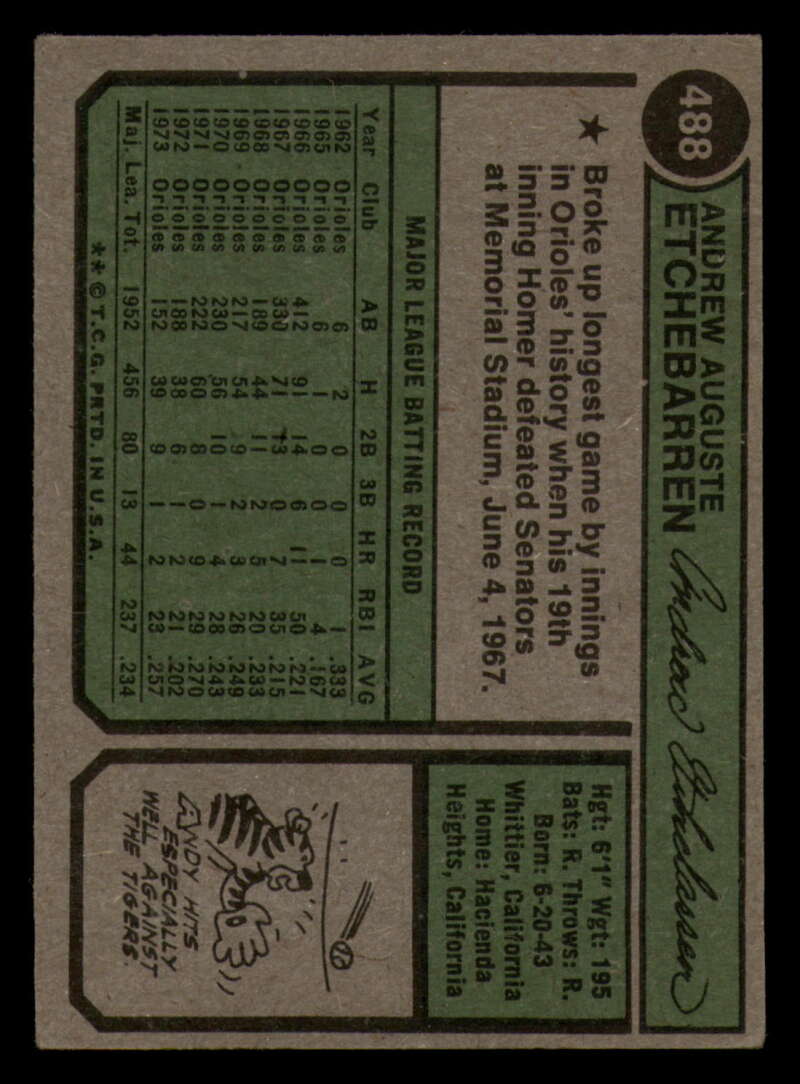 488
ANDREW AUGUSTE
ETCHEBARREN
Andrew Etchebarren
★ Broke up longest game by innings
in Orioles' history when his 19th
inning Homer defeated Senators
at Memorial Stadium, June 4, 1967.
MAJOR LEAGUE BATTING RECORD
Year Club AB H 2B 3B HR RBI AVG
1962 Orioles 6 2 0 0 0 1 .333
1965 Orioles 6 1 0 0 1 4 .167
1966 Orioles 412 91 14 6 11 50 .221
1967 Orioles 330 71 13 0 7 35 .215
1968 Orioles 189 44 11 2 5 20 .233
1969 Orioles 217 54 9 2 3 26 .249
1970 Orioles 230 56 10 1 4 28 .243
1971 Orioles 222 60 8 0 9 29 .270
1972 Orioles 188 38 6 1 2 21 .202
1973 Orioles 152 39 9 1 2 23 .257
Maj. Lea. Tot. 1952 456 80 13 44 237 .234
**©T.C.G. PRTD. IN U.S.A.
Hgt: 6'1" Wgt: 195
Bats: R. Throws: R.
Born: 6-20-43
Whittier, California
Home: Hacienda
Heights, California
ANDY HITS
ESPECIALLY
WELL AGAINST
THE TIGERS.